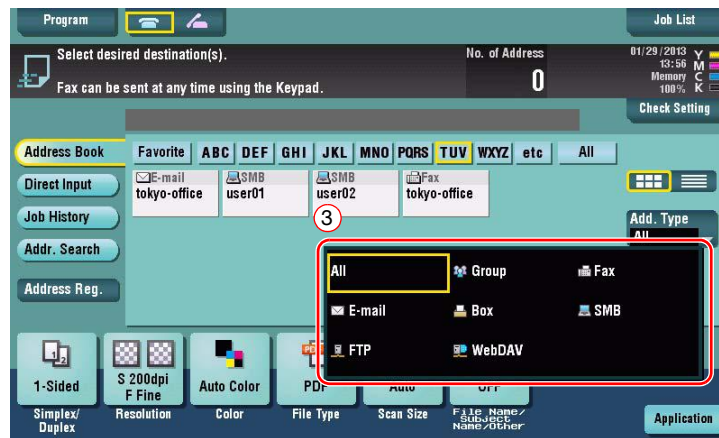 Program
Job List
Select desired destination(s).
Fax can be sent at any time using the Keypad.
No. of Address
0
01/29/2013
13:56
Memory
100%
Y
M
C
K
Check Setting
Address Book
Favorite ABC DEF GHI JKL MNO PQRS TUV WXYZ etc All
Direct Input
Job History
Addr. Search
Address Reg.
E-mail
tokyo-office
SMB
user01
SMB
user02
Fax
tokyo-office
3
Add. Type
All
All
Group
Fax
E-mail
Box
SMB
FTP
WebDAV
1-Sided
S 200dpi
F Fine
Auto Color
PDF
Auto
OFF
Simplex/
Duplex
Resolution
Color
File Type
Scan Size
File Name/
Subject
Name/Other
Application